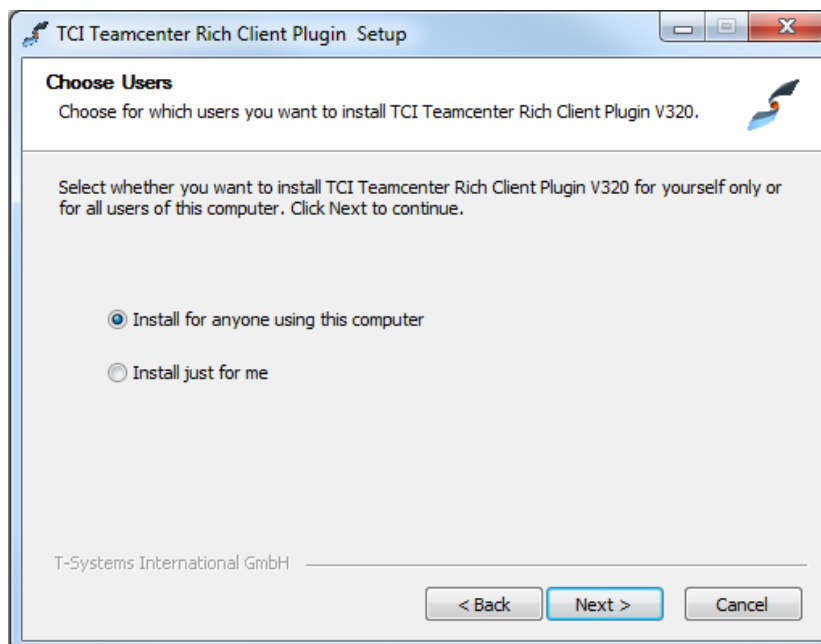 TCI Teamcenter Rich Client Plugin  Setup
Choose Users
Choose for which users you want to install TCI Teamcenter Rich Client Plugin V320.
Select whether you want to install TCI Teamcenter Rich Client Plugin V320 for yourself only or
for all users of this computer. Click Next to continue.
Install for anyone using this computer
Install just for me
T-Systems International GmbH
< Back Next > Cancel